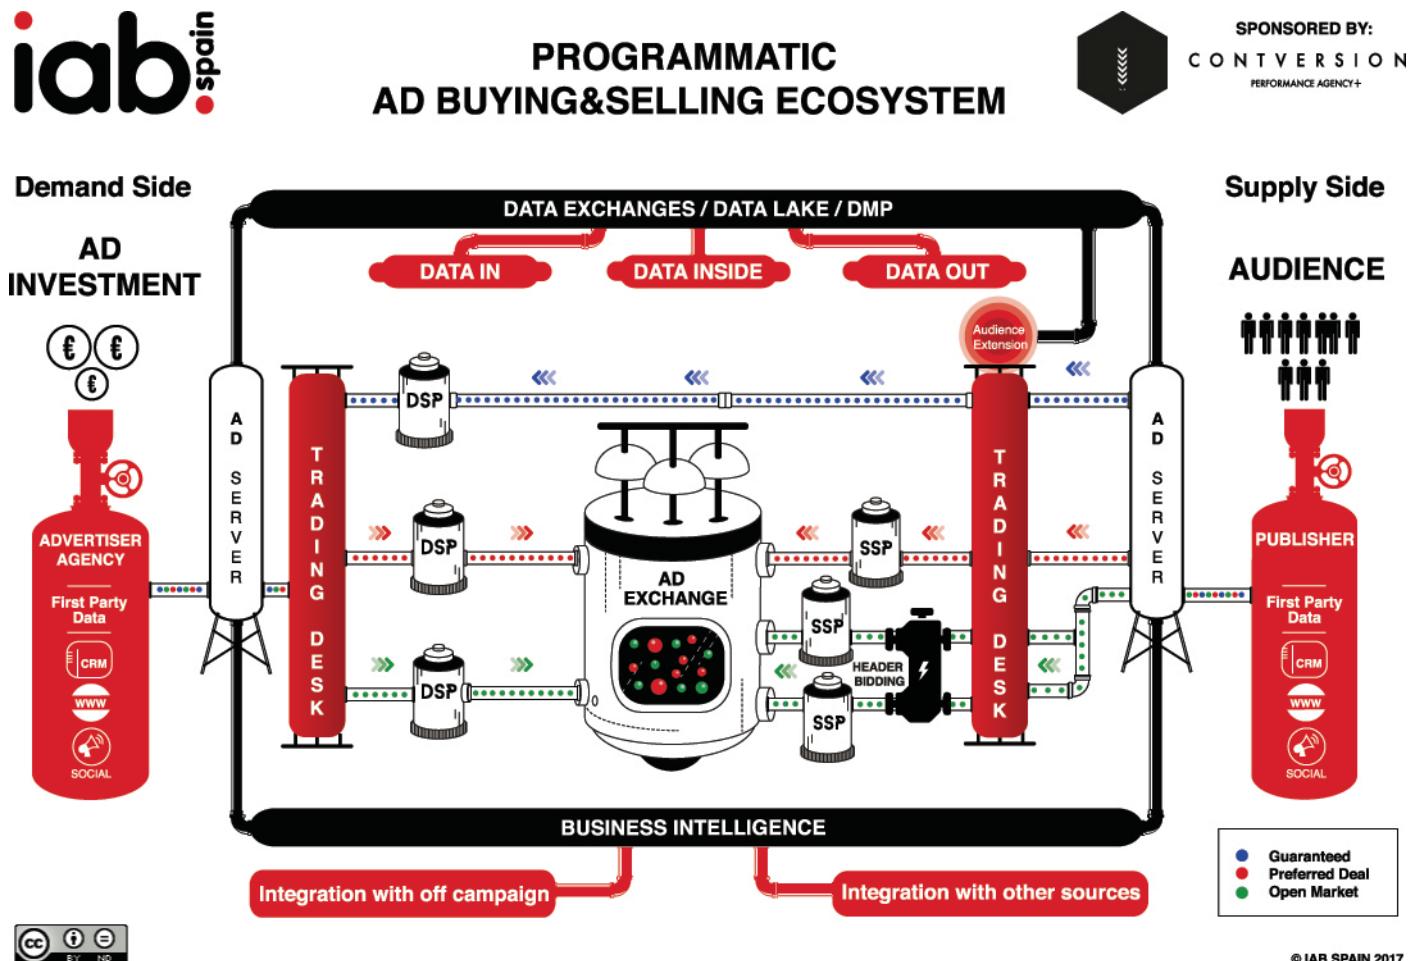 iab.spain
PROGRAMMATIC
AD BUYING&SELLING ECOSYSTEM
SPONSORED BY:
CONTVERSION
PERFORMANCE AGENCY+
Demand Side
Supply Side
AD
INVESTMENT
AUDIENCE
€ €
€
DATA EXCHANGES / DATA LAKE / DMP
DATA IN
DATA INSIDE
DATA OUT
Audience
Extension
ADVERTISER
AGENCY
First Party
Data
CRM
WWW
SOCIAL
AD SERVER
TRADING DESK
DSP
DSP
DSP
AD
EXCHANGE
SSP
SSP
SSP
HEADER
BIDDING
TRADING DESK
AD SERVER
PUBLISHER
First Party
Data
CRM
WWW
SOCIAL
BUSINESS INTELLIGENCE
Integration with off campaign
Integration with other sources
Guaranteed
Preferred Deal
Open Market
cc
BY ND
© IAB SPAIN 2017